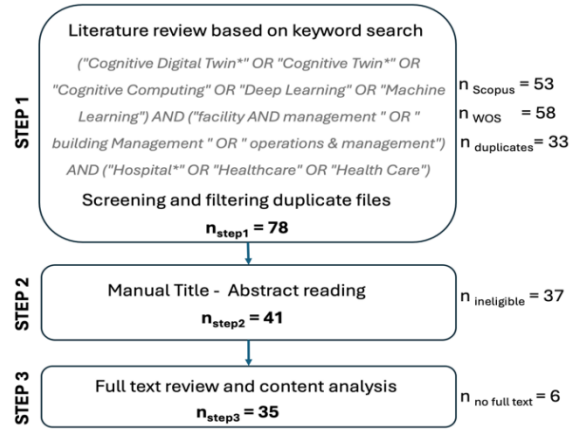 STEP 1
Literature review based on keyword search
("Cognitive Digital Twin*" OR "Cognitive Twin*" OR
"Cognitive Computing" OR "Deep Learning" OR "Machine
Learning") AND ("facility AND management " OR "
building Management " OR " operations & management")
AND ("Hospital*" OR "Healthcare" OR "Health Care")
Screening and filtering duplicate files
n step1 = 78
n Scopus = 53
n WOS = 58
n duplicates = 33
STEP 2
Manual Title - Abstract reading
n step2 = 41
n ineligible = 37
STEP 3
Full text review and content analysis
n step3 = 35
n no full text = 6